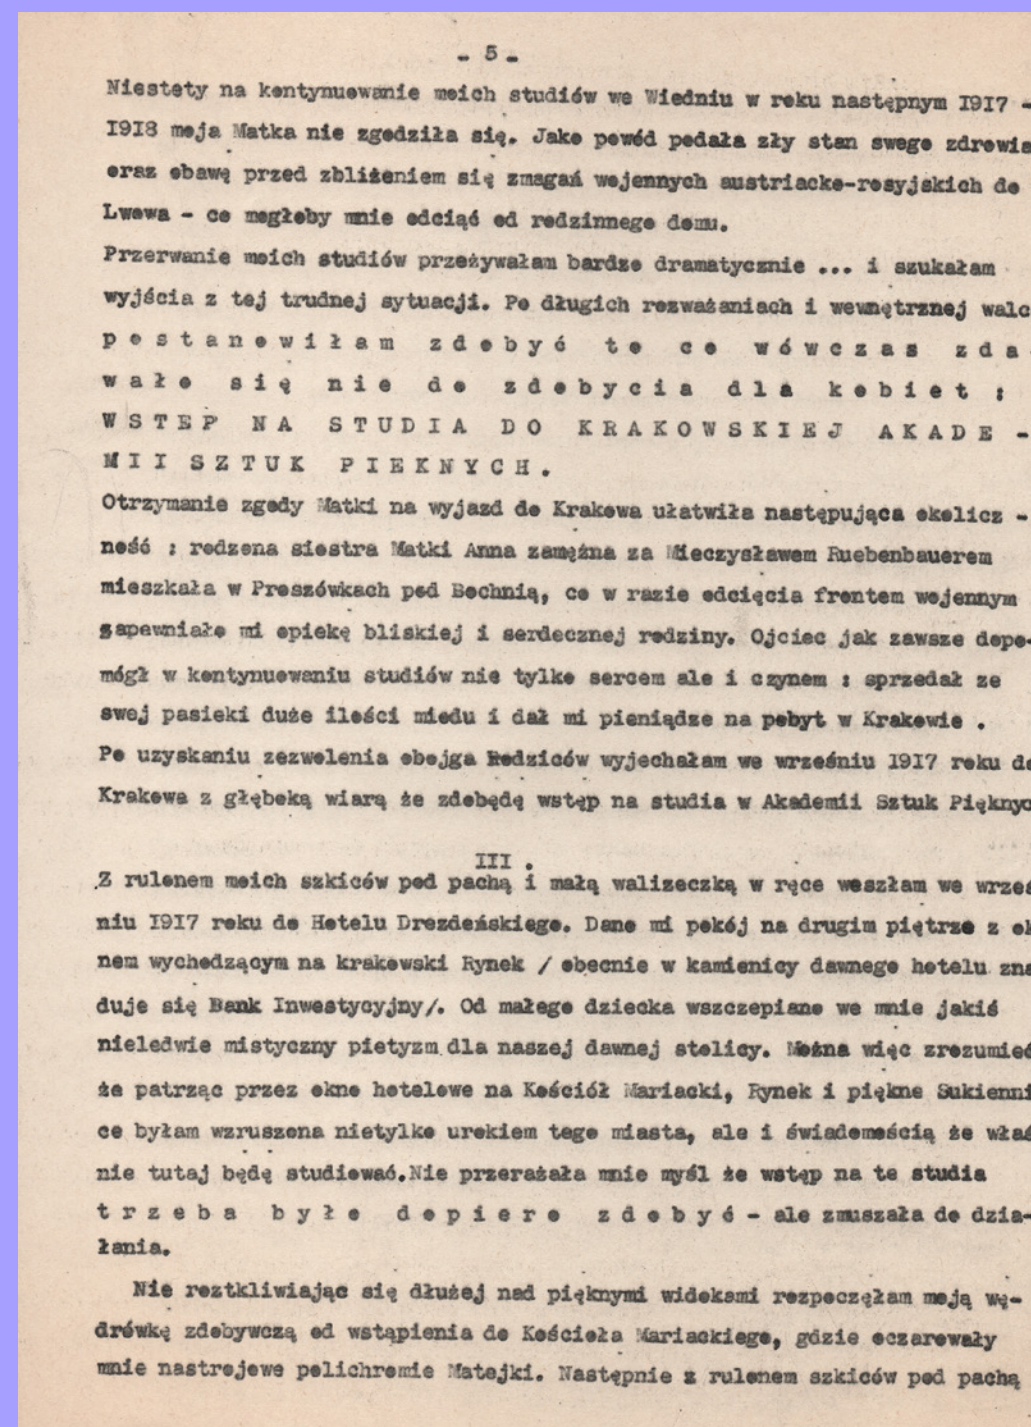 - 5 -
Niestety na kontynuowanie moich studiów we Wiedniu w roku następnym 1917 -
1918 moja Matka nie zgodziła się. Jako powód podała zły stan swego zdrowia
oraz obawę przed zbliżeniem się zmagań wojennych austriacko-rosyjskich do
Lwowa - co mogłoby mnie odciąć od rodzinnego domu.
Przerwanie moich studiów przeżywałam bardzo dramatycznie ... i szukałam
wyjścia z tej trudnej sytuacji. Po długich rozważaniach i wewnętrznej walc
p o s t a n o w i ł a m z d o b y ć t o c o w ó w c z a s z d a
w a ł o s i ę n i e d o z d o b y c i a d l a k o b i e t :
W S T E P N A S T U D I A D O K R A K O W S K I E J A K A D E -
M I I S Z T U K P I E K N Y C H .
Otrzymanie zgody Matki na wyjazd do Krakowa ułatwiła następująca okolicz -
ność : rodzona siostra Matki Anna zamężna za Mieczysławem Ruebenbauerem
mieszkała w Proszówkach pod Bochnią, co w razie odcięcia frontem wojennym
zapewniało mi opiekę bliskiej i serdecznej rodziny. Ojciec jak zawsze dopo-
mógł w kontynuowaniu studiów nie tylko sercem ale i czynem : sprzedał ze
swej pasieki duże ilości miodu i dał mi pieniądze na pobyt w Krakowie .
Po uzyskaniu zezwolenia obojga Rodziców wyjechałam we wrześniu 1917 roku do
Krakowa z głęboką wiarą że zdobędę wstęp na studia w Akademii Sztuk Pięknyc
III .
Z rulonem moich szkiców pod pachą i małą walizeczką w ręce weszłam we wrześ
niu 1917 roku do Hotelu Drezdeńskiego. Dano mi pokój na drugim piętrze z ok
nem wychodzącym na krakowski Rynek / obecnie w kamienicy dawnego hotelu zna
duje się Bank Inwestycyjny/. Od małego dziecka wszczepiano we mnie jakiś
nieledwie mistyczny pietyzm dla naszej dawnej stolicy. Można więc zrozumieć
że patrząc przez okno hotelowe na Kościół Mariacki, Rynek i piękne Sukienni
ce byłam wzruszona nietylko urokiem tego miasta, ale i świadomością że właś
nie tutaj będę studiować.Nie przerażała mnie myśl że wstęp na te studia
t r z e b a b y ł o d o p i e r o z d o b y ć - ale zmuszała do dzia-
łania.
Nie roztkliwiając się dłużej nad pięknymi widokami rozpoczęłam moją wę-
drówkę zdobywczą od wstąpienia do Kościoła Mariackiego, gdzie oczarowały
mnie nastrojowe polichromie Matejki. Następnie z rulonem szkiców pod pachą